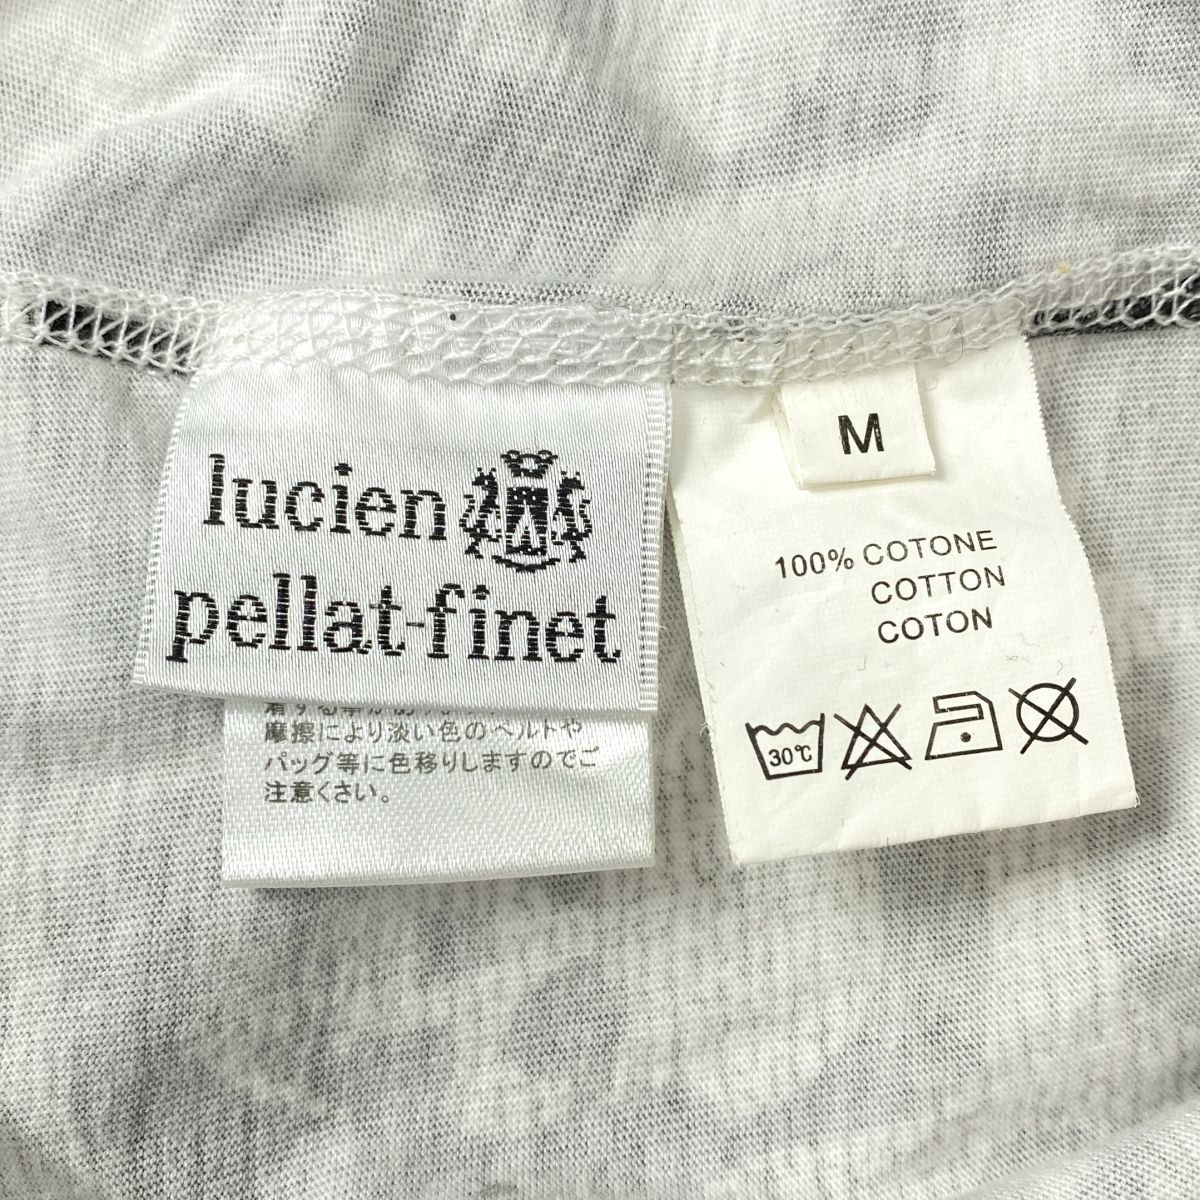 lucien
pellat-finet
摩擦により淡い色のベルトや
バッグ等に色移りしますのでご
注意ください。
M
100% COTONE
COTTON
COTON
30℃